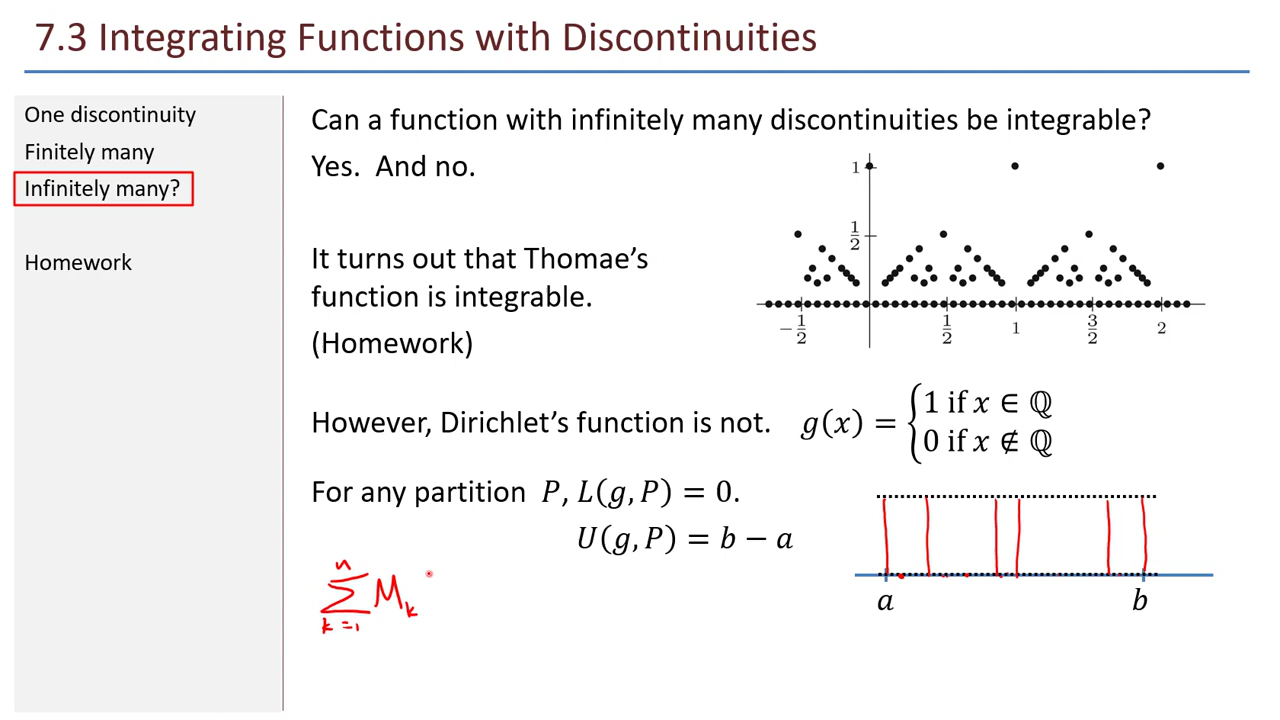 7.3 Integrating Functions with Discontinuities
One discontinuity
Finitely many
Infinitely many?
Homework
Can a function with infinitely many discontinuities be integrable?
Yes. And no.
It turns out that Thomae's
function is integrable.
(Homework)
1
1/2
−1/2 1/2 1 3/2 2
However, Dirichlet's function is not. g(x) = {1 if x ∈ ℚ
0 if x ∉ ℚ
For any partition P, L(g, P) = 0.
U(g, P) = b − a
n
∑ M_k
k=1
a b